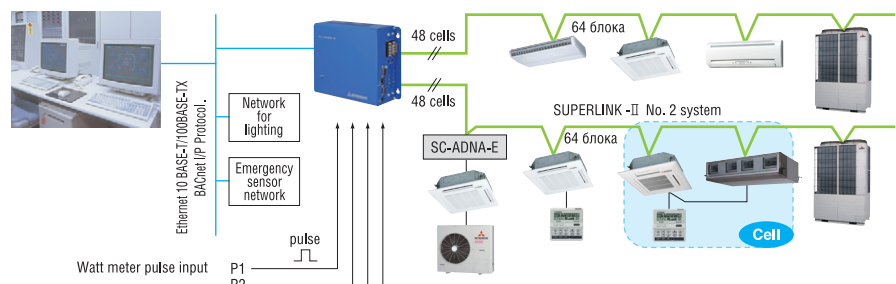 48 cells
64 блока
48 cells
SUPERLINK -II No. 2 system
64 блока
SC-ADNA-E
Ethernet 10 BASE-T/100BASE-TX
BACnet I/P Protocol.
Network
for
lighting
Emergency
sensor
network
Cell
pulse
Watt meter pulse input P1